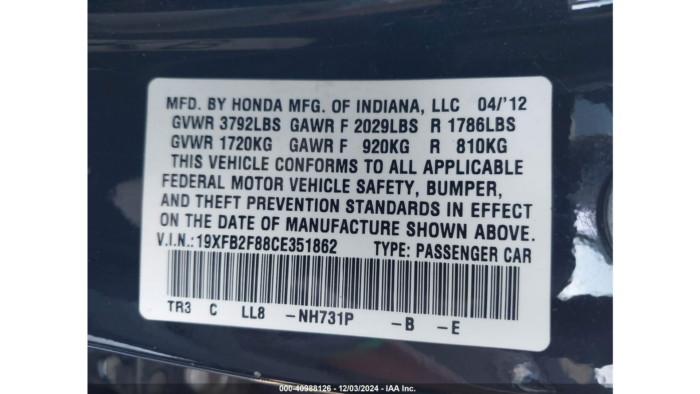 MFD. BY HONDA MFG. OF INDIANA, LLC 04/'12
GVWR 3792LBS GAWR F 2029LBS R 1786LBS
GVWR 1720KG GAWR F 920KG R 810KG
THIS VEHICLE CONFORMS TO ALL APPLICABLE
FEDERAL MOTOR VEHICLE SAFETY, BUMPER,
AND THEFT PREVENTION STANDARDS IN EFFECT
ON THE DATE OF MANUFACTURE SHOWN ABOVE.
V.I.N.: 19XFB2F88CE351862 TYPE: PASSENGER CAR
TR3 C LL8 -NH731P -B -E
000-40988126 - 12/03/2024 - IAA Inc.